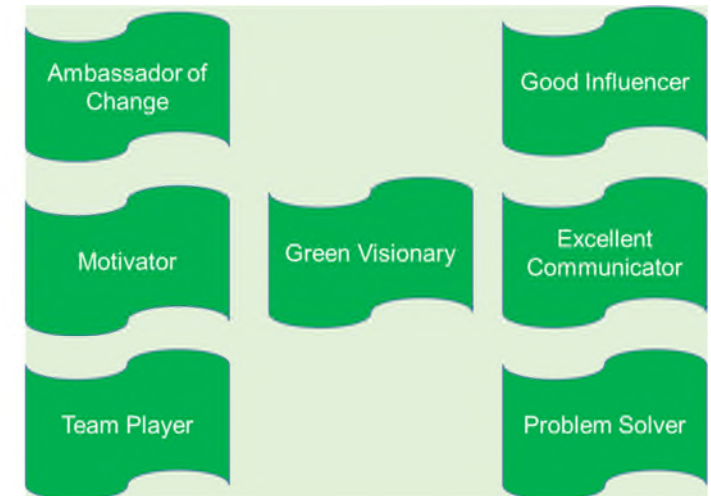 Ambassador of
Change
Good Influencer
Motivator
Green Visionary
Excellent
Communicator
Team Player
Problem Solver